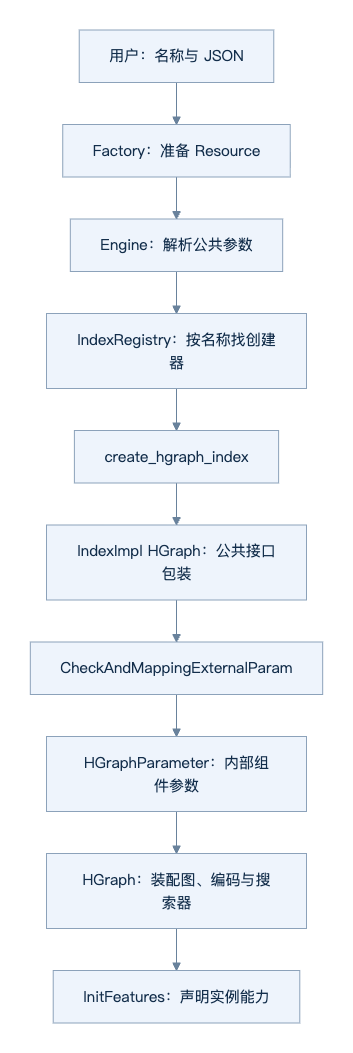 用户：名称与 JSON
Factory：准备 Resource
Engine：解析公共参数
IndexRegistry：按名称找创建
器
create_hgraph_index
IndexImpl HGraph：公共接口
包装
CheckAndMappingExternalParam
HGraphParameter：内部组
件参数
HGraph：装配图、编码与搜
索器
InitFeatures：声明实例能力